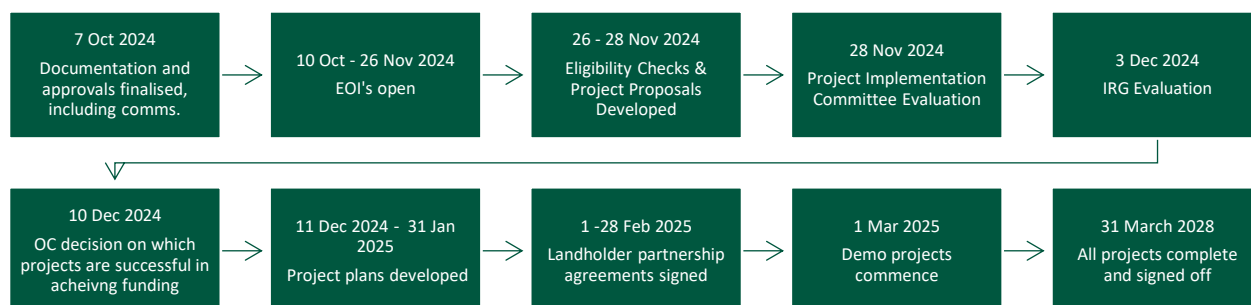 7 Oct 2024
Documentation and
approvals finalised,
including comms.
10 Oct - 26 Nov 2024
EOI's open
26 - 28 Nov 2024
Eligibility Checks &
Project Proposals
Developed
28 Nov 2024
Project Implementation
Committee Evaluation
3 Dec 2024
IRG Evaluation
10 Dec 2024
OC decision on which
projects are successful in
acheivng funding
11 Dec 2024 - 31 Jan
2025
Project plans developed
1 -28 Feb 2025
Landholder partnership
agreements signed
1 Mar 2025
Demo projects
commence
31 March 2028
All projects complete
and signed off